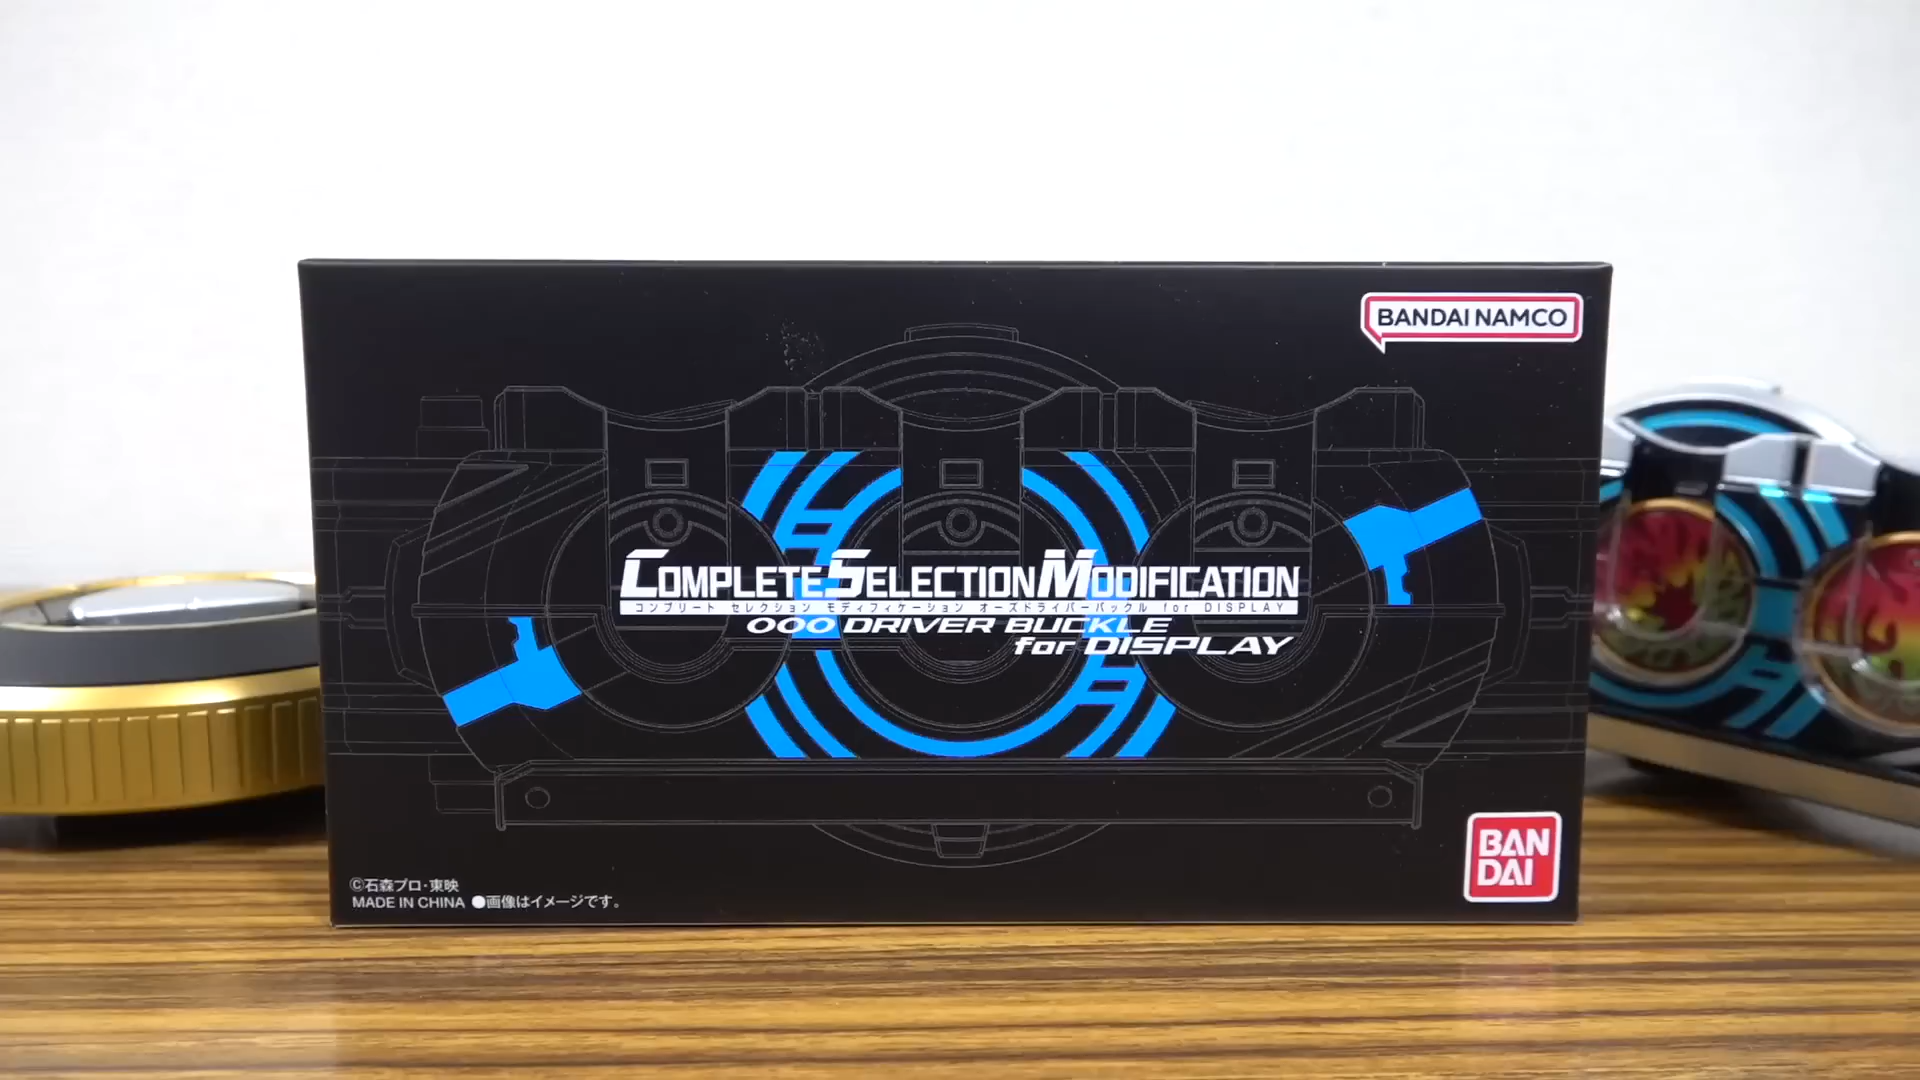 BANDAI NAMCO
COMPLETE SELECTION MODIFICATION
コンプリート セレクション モディフィケーション オーズドライバーバックル for DISPLAY
OOO DRIVER BUCKLE
for DISPLAY
BAN
DAI
©石森プロ・東映
MADE IN CHINA ●画像はイメージです。